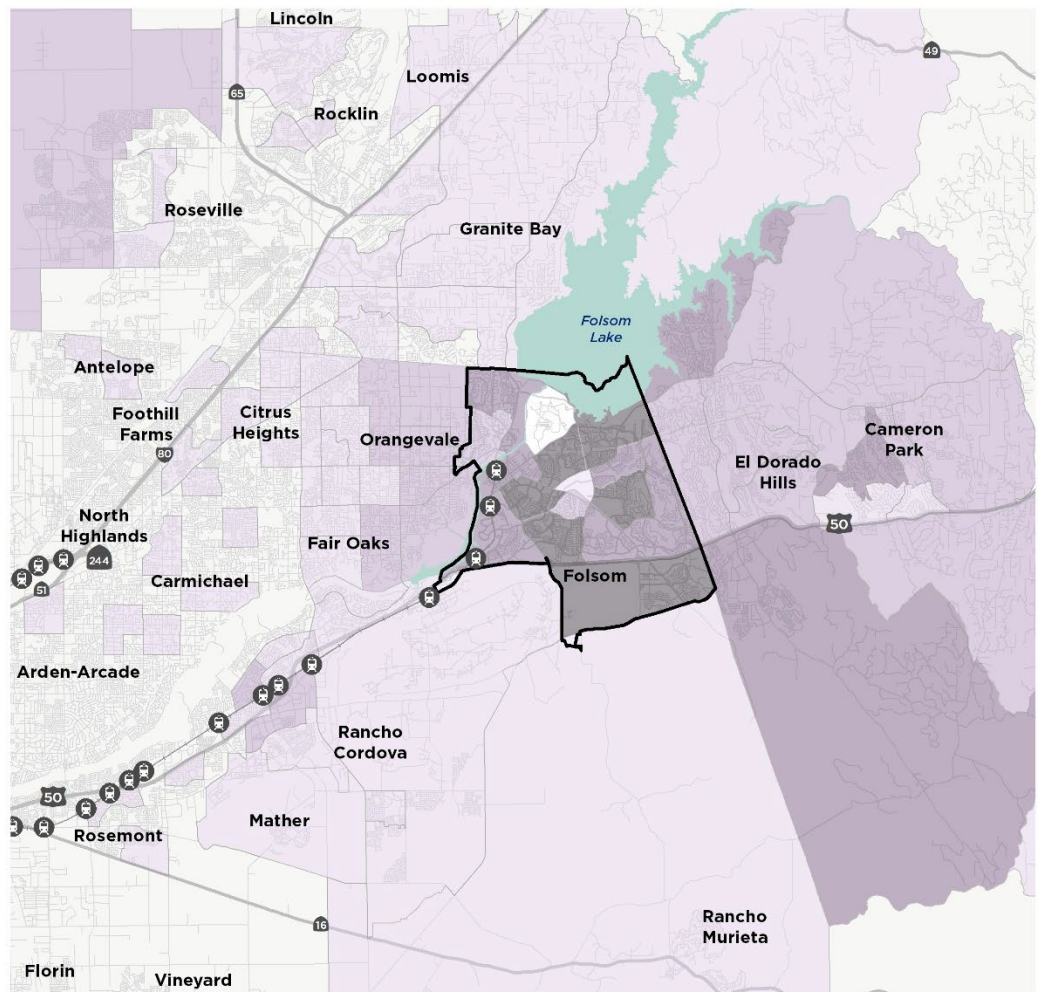 Lincoln
49
Loomis
65
Rocklin
Roseville
Granite Bay
Folsom
Lake
Antelope
Foothill
Farms
Citrus
Heights
Orangevale
Cameron
Park
80
El Dorado
Hills
50
North
Highlands
244
Fair Oaks
51
Carmichael
Folsom
Arden-Arcade
Rancho
Cordova
50
Mather
Rosemont
16
Rancho
Murieta
Florin
Vineyard